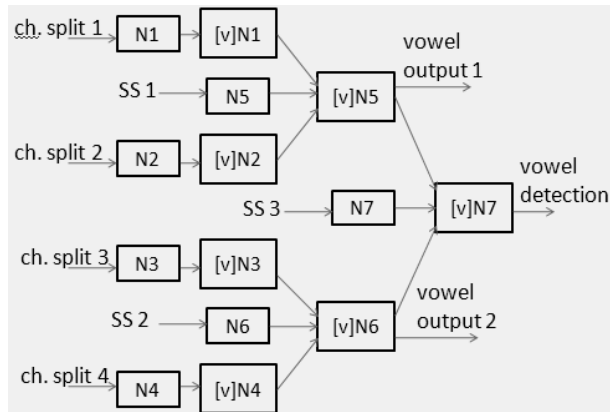 ch. split 1
N1
[v]N1
vowel
output 1
SS 1
N5
[v]N5
ch. split 2
N2
[v]N2
vowel
detection
SS 3
N7
[v]N7
ch. split 3
N3
[v]N3
vowel
output 2
SS 2
N6
[v]N6
ch. split 4
N4
[v]N4